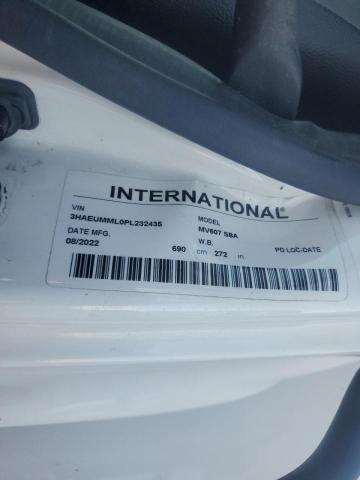 INTERNATIONAL®
VIN MODEL
3HAEUMML0PL232435 MV607 SBA
DATE MFG. W.B. PD LOC-DATE
08/2022 690 cm 272 in